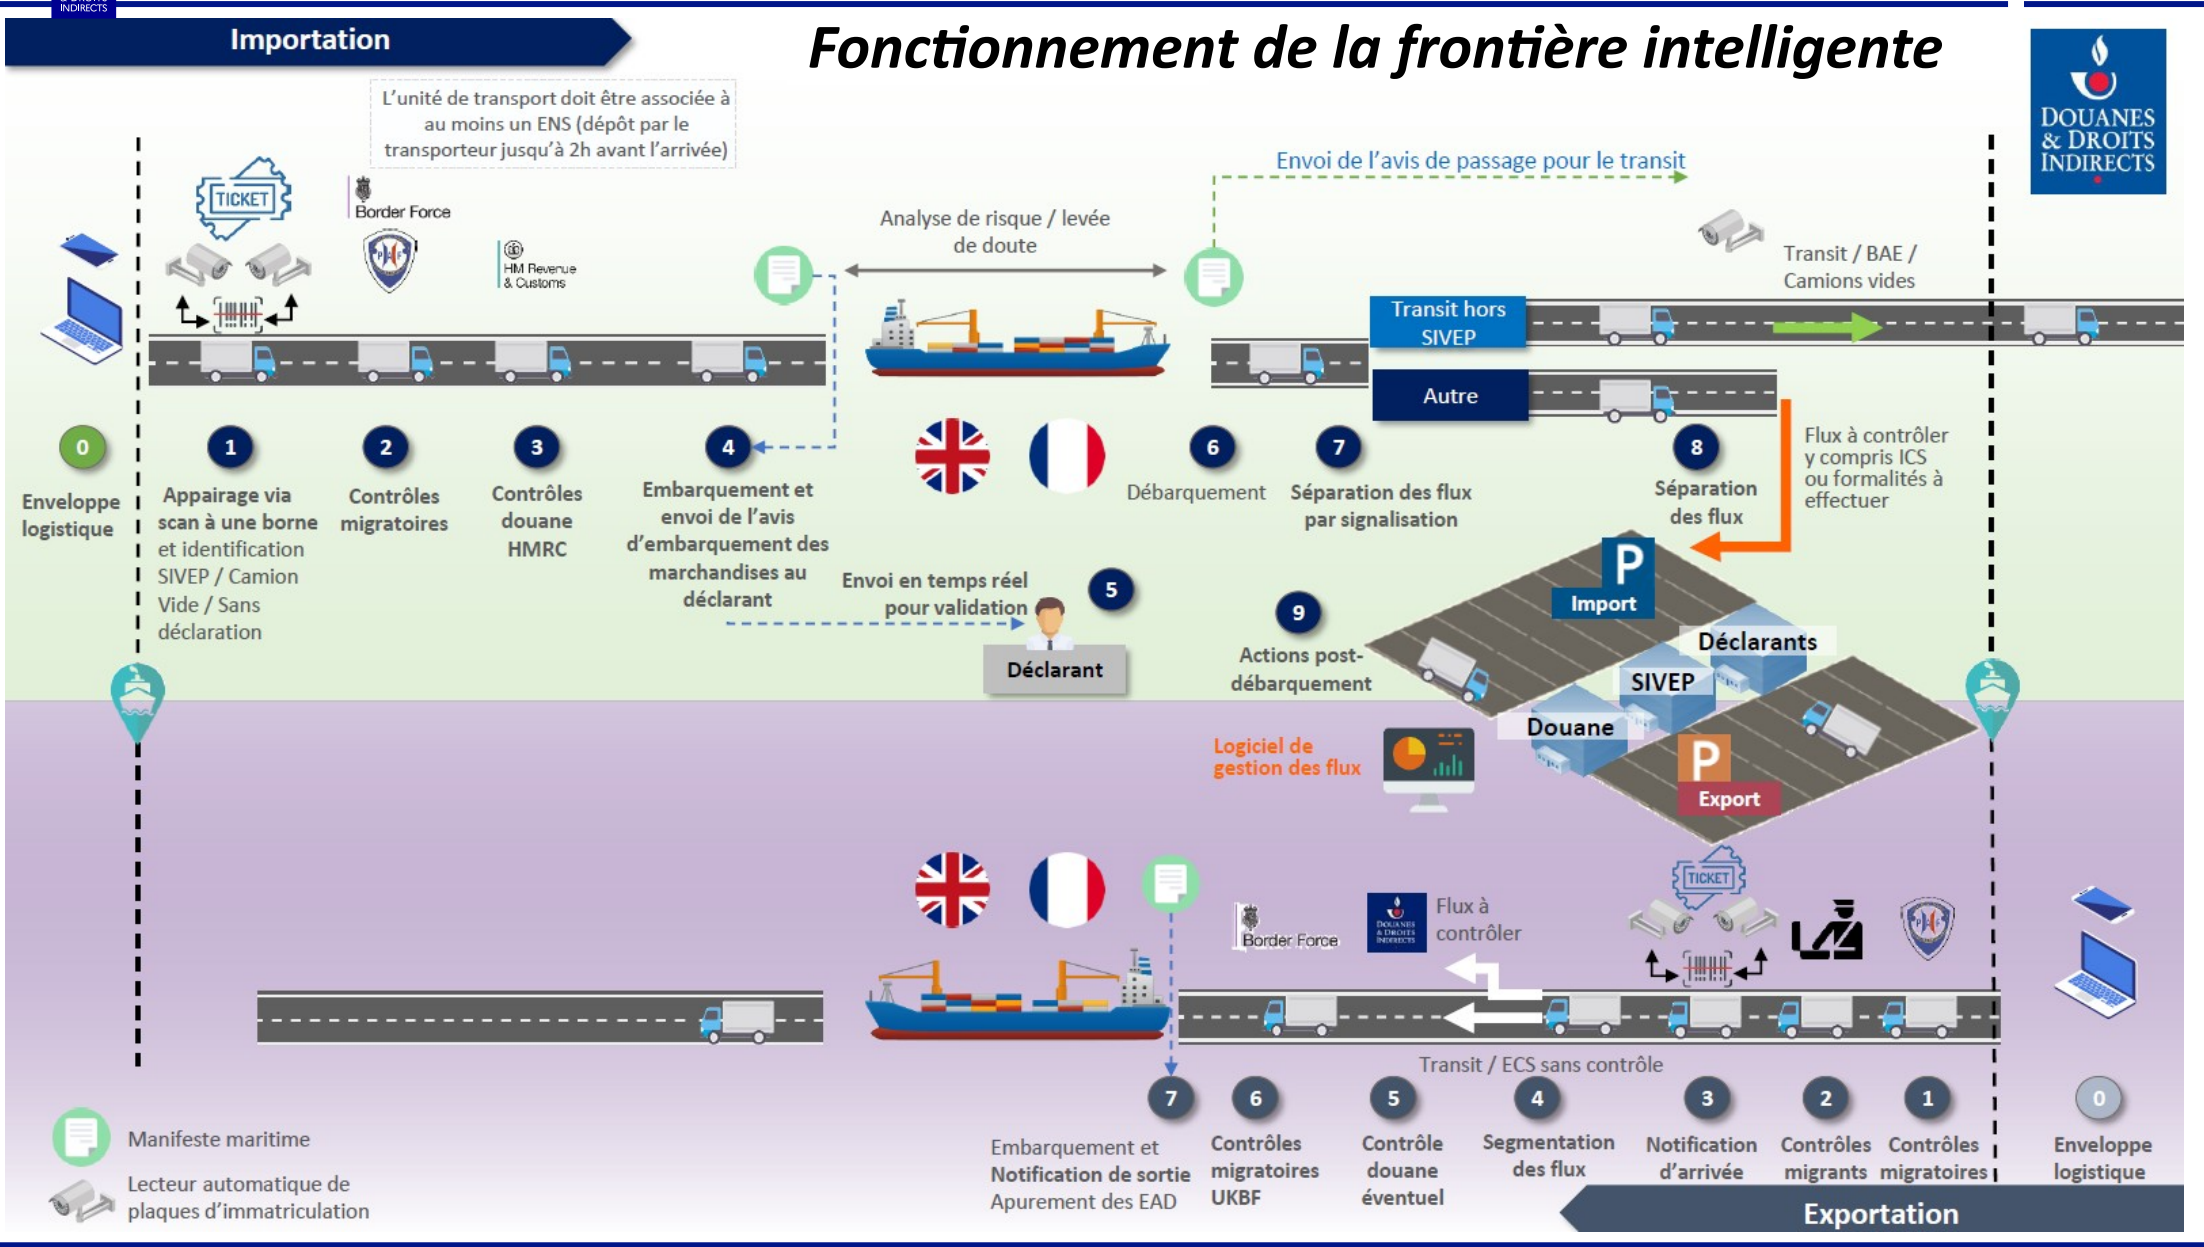 & DROITS
INDIRECTS
Importation
Fonctionnement de la frontière intelligente
DOUANES
& DROITS
INDIRECTS
L'unité de transport doit être associée à
au moins un ENS (dépôt par le
transporteur jusqu'à 2h avant l'arrivée)
Envoi de l'avis de passage pour le transit
TICKET
Border Force
PAF
HM Revenue
& Customs
Analyse de risque / levée
de doute
Transit / BAE /
Camions vides
Transit hors
SIVEP
Autre
0
Enveloppe
logistique
1
Appairage via
scan à une borne
et identification
SIVEP / Camion
Vide / Sans
déclaration
2
Contrôles
migratoires
3
Contrôles
douane
HMRC
4
Embarquement et
envoi de l'avis
d'embarquement des
marchandises au
déclarant
Envoi en temps réel
pour validation
5
Déclarant
6
Débarquement
7
Séparation des flux
par signalisation
8
Séparation
des flux
Flux à contrôler
y compris ICS
ou formalités à
effectuer
9
Actions post-
débarquement
P
Import
Déclarants
SIVEP
Douane
P
Export
Logiciel de
gestion des flux
Border Force
DOUANES
& DROITS
INDIRECTS
Flux à
contrôler
TICKET
PAF
Transit / ECS sans contrôle
7
Embarquement et
Notification de sortie
Apurement des EAD
6
Contrôles
migratoires
UKBF
5
Contrôle
douane
éventuel
4
Segmentation
des flux
3
Notification
d'arrivée
2
Contrôles
migrants
1
Contrôles
migratoires
0
Enveloppe
logistique
Manifeste maritime
Lecteur automatique de
plaques d'immatriculation
Exportation